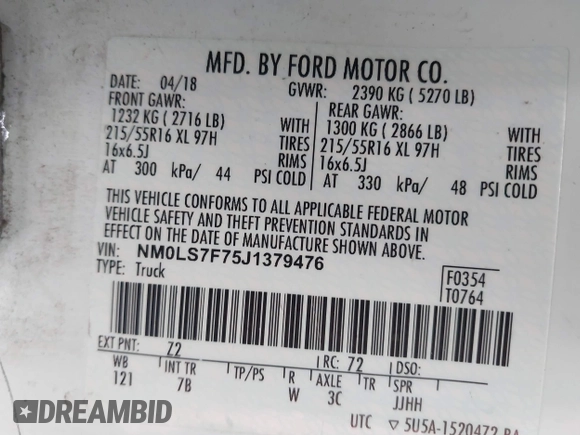 MFD. BY FORD MOTOR CO.
DATE: 04/18 GVWR: 2390 KG ( 5270 LB)
FRONT GAWR: REAR GAWR:
1232 KG ( 2716 LB) WITH 1300 KG ( 2866 LB) WITH
215/55R16 XL 97H TIRES 215/55R16 XL 97H TIRES
16x6.5J RIMS 16x6.5J RIMS
AT 300 kPa/ 44 PSI COLD AT 330 kPa/ 48 PSI COLD
THIS VEHICLE CONFORMS TO ALL APPLICABLE FEDERAL MOTOR
VEHICLE SAFETY AND THEFT PREVENTION STANDARDS IN
EFFECT ON THE DATE OF MANUFACTURE SHOWN ABOVE.
VIN: NM0LS7F75J1379476
TYPE: Truck
F0354
T0764
EXT PNT: 7Z RC: 72 DSO:
WB INT TR TP/PS R AXLE TR SPR
121 7B W 3C JJHH
UTC ▽ 5U5A-1520472
DREAMBID